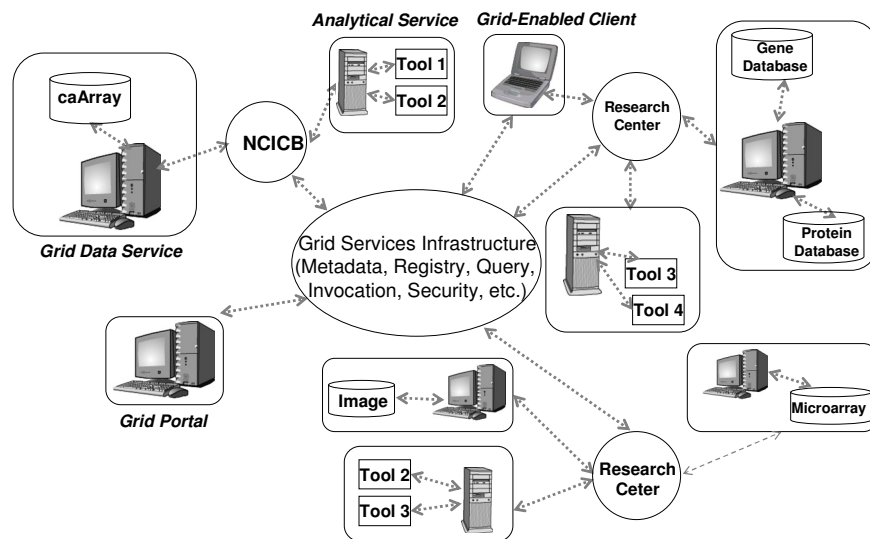 Analytical Service
Grid-Enabled Client
Tool 1
Tool 2
Gene
Database
caArray
Research
Center
NCICB
Grid Data Service
Protein
Database
Grid Services Infrastructure
(Metadata, Registry, Query,
Invocation, Security, etc.)
Tool 3
Tool 4
Grid Portal
Image
Microarray
Research
Ceter
Tool 2
Tool 3